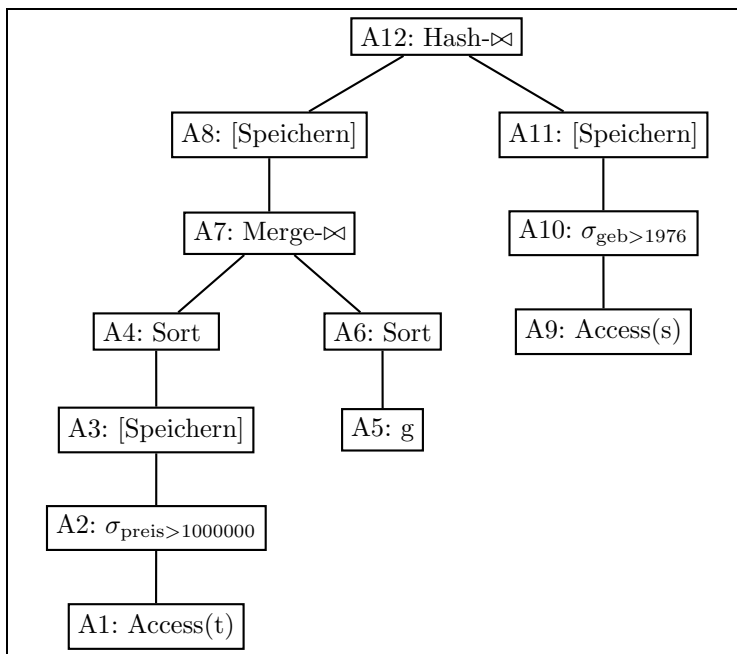 A12: Hash-⋈
A8: [Speichern]
A11: [Speichern]
A7: Merge-⋈
A10: σgeb>1976
A4: Sort
A6: Sort
A9: Access(s)
A3: [Speichern]
A5: g
A2: σpreis>1000000
A1: Access(t)